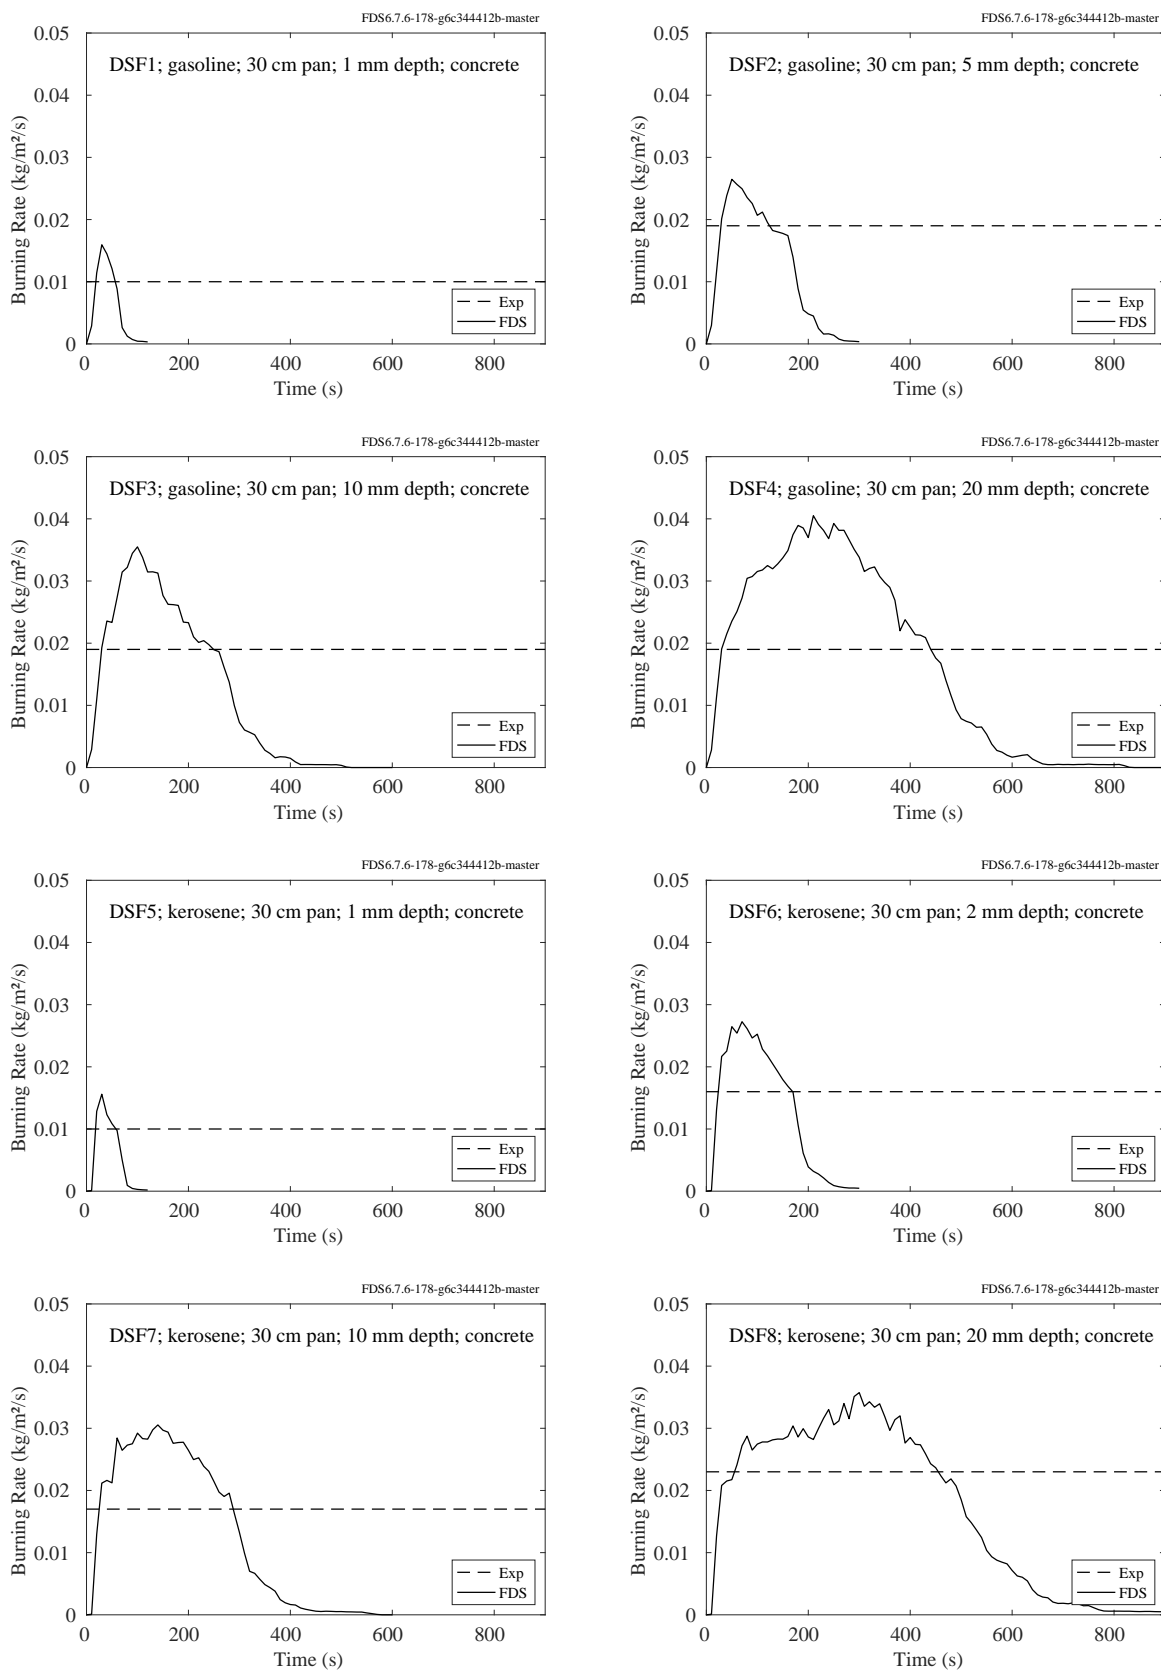 FDS6.7.6-178-g6c344412b-master
DSF1; gasoline; 30 cm pan; 1 mm depth; concrete
Burning Rate (kg/m²/s)
0.05
0.04
0.03
0.02
0.01
0
0 200 400 600 800
Time (s)
Exp
FDS
FDS6.7.6-178-g6c344412b-master
DSF2; gasoline; 30 cm pan; 5 mm depth; concrete
Burning Rate (kg/m²/s)
0.05
0.04
0.03
0.02
0.01
0
0 200 400 600 800
Time (s)
Exp
FDS
FDS6.7.6-178-g6c344412b-master
DSF3; gasoline; 30 cm pan; 10 mm depth; concrete
Burning Rate (kg/m²/s)
0.05
0.04
0.03
0.02
0.01
0
0 200 400 600 800
Time (s)
Exp
FDS
FDS6.7.6-178-g6c344412b-master
DSF4; gasoline; 30 cm pan; 20 mm depth; concrete
Burning Rate (kg/m²/s)
0.05
0.04
0.03
0.02
0.01
0
0 200 400 600 800
Time (s)
Exp
FDS
FDS6.7.6-178-g6c344412b-master
DSF5; kerosene; 30 cm pan; 1 mm depth; concrete
Burning Rate (kg/m²/s)
0.05
0.04
0.03
0.02
0.01
0
0 200 400 600 800
Time (s)
Exp
FDS
FDS6.7.6-178-g6c344412b-master
DSF6; kerosene; 30 cm pan; 2 mm depth; concrete
Burning Rate (kg/m²/s)
0.05
0.04
0.03
0.02
0.01
0
0 200 400 600 800
Time (s)
Exp
FDS
FDS6.7.6-178-g6c344412b-master
DSF7; kerosene; 30 cm pan; 10 mm depth; concrete
Burning Rate (kg/m²/s)
0.05
0.04
0.03
0.02
0.01
0
0 200 400 600 800
Time (s)
Exp
FDS
FDS6.7.6-178-g6c344412b-master
DSF8; kerosene; 30 cm pan; 20 mm depth; concrete
Burning Rate (kg/m²/s)
0.05
0.04
0.03
0.02
0.01
0
0 200 400 600 800
Time (s)
Exp
FDS